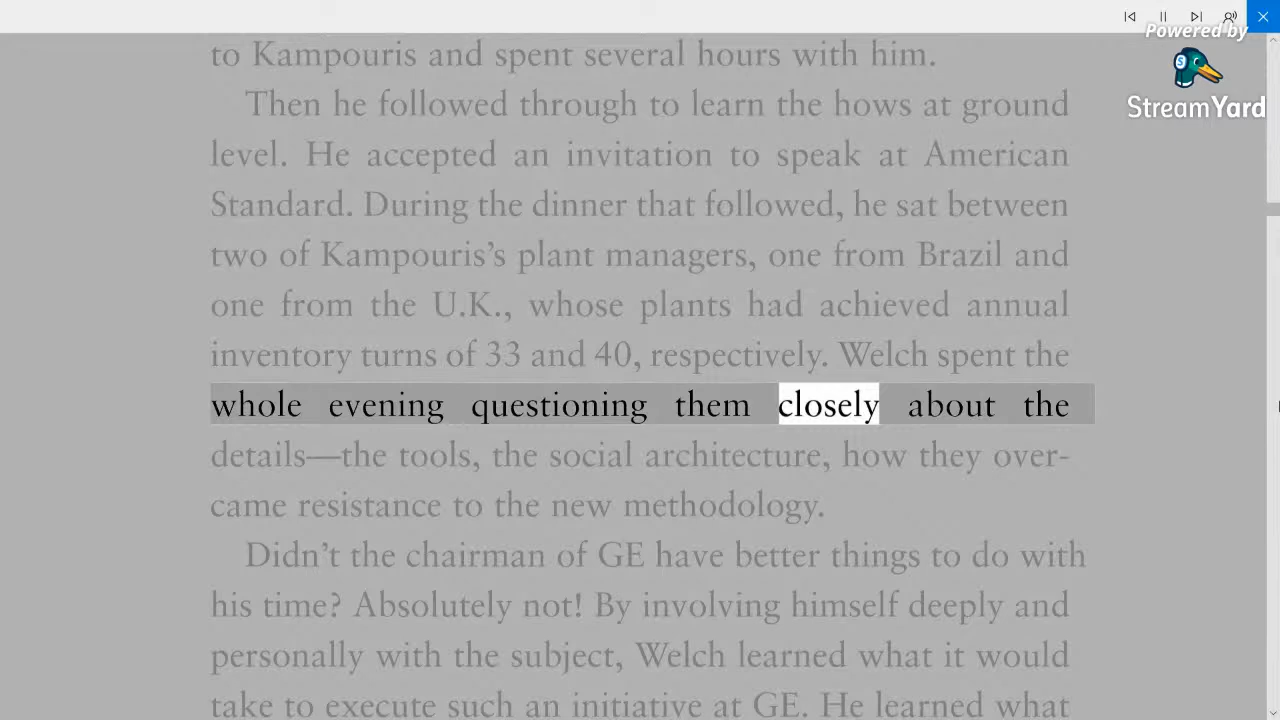 Powered by
StreamYard
to Kampouris and spent several hours with him.
Then he followed through to learn the hows at ground
level. He accepted an invitation to speak at American
Standard. During the dinner that followed, he sat between
two of Kampouris’s plant managers, one from Brazil and
one from the U.K., whose plants had achieved annual
inventory turns of 33 and 40, respectively. Welch spent the
whole evening questioning them closely about the
details—the tools, the social architecture, how they over-
came resistance to the new methodology.
Didn’t the chairman of GE have better things to do with
his time? Absolutely not! By involving himself deeply and
personally with the subject, Welch learned what it would
take to execute such an initiative at GE. He learned what